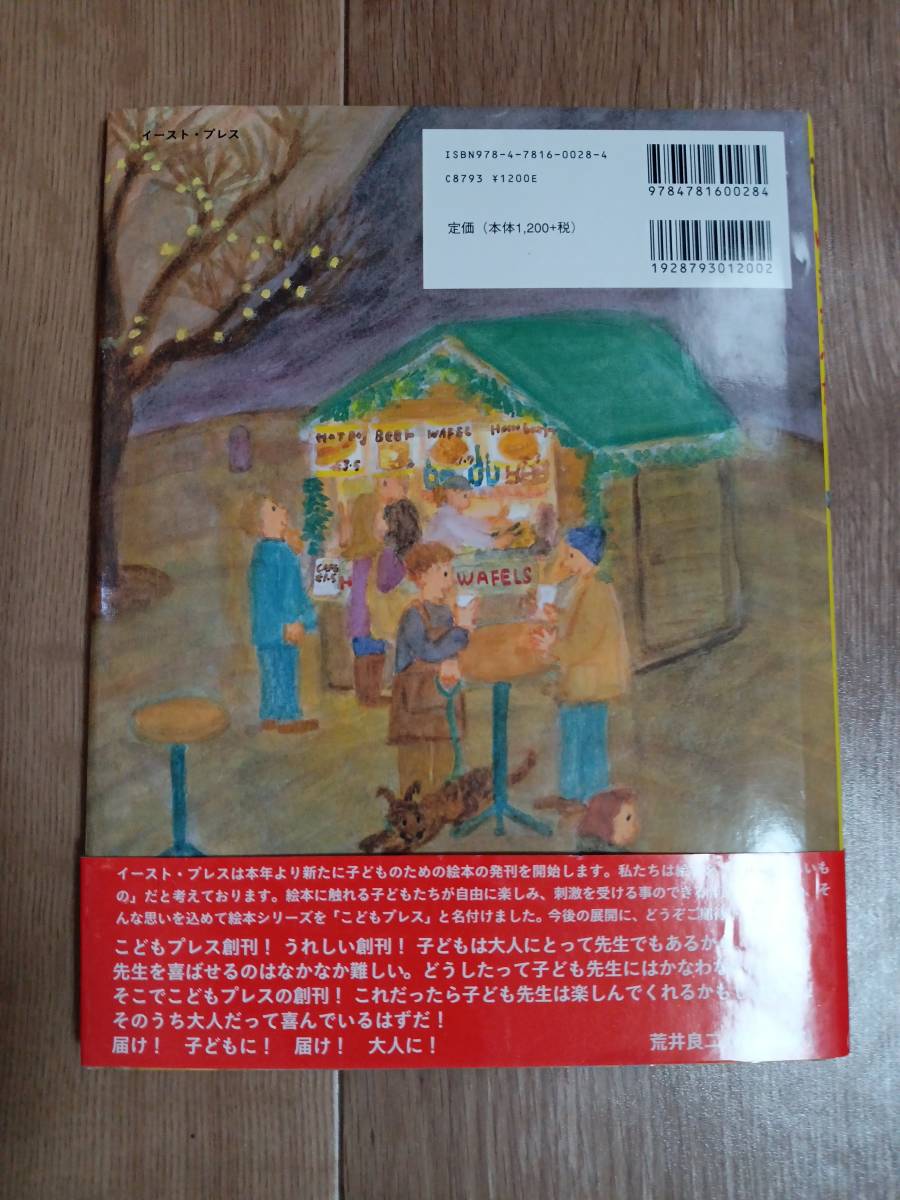 イースト・プレス
ISBN978-4-7816-0028-4
C8793 ¥1200E
9784781600284
定価（本体1,200+税）
1928793012002
HOT DOG BEER WAFEL
CAFE
WAFELS
イースト・プレスは本年より新たに子どものための絵本の発刊を開始します。私たちは絵
いも
の」だと考えております。絵本に触れる子どもたちが自由に楽しみ、刺激を受ける事のできる
そ
んな思いを込めて絵本シリーズを「こどもプレス」と名付けました。今後の展開に、どうぞご期待
こどもプレス創刊！ うれしい創刊！ 子どもは大人にとって先生でもあるか
先生を喜ばせるのはなかなか難しい。どうしたって子ども先生にはかなわな
そこでこどもプレスの創刊！ これだったら子ども先生は楽しんでくれるかも
そのうち大人だって喜んでいるはずだ！
届け！ 子どもに！ 届け！ 大人に！
荒井良二